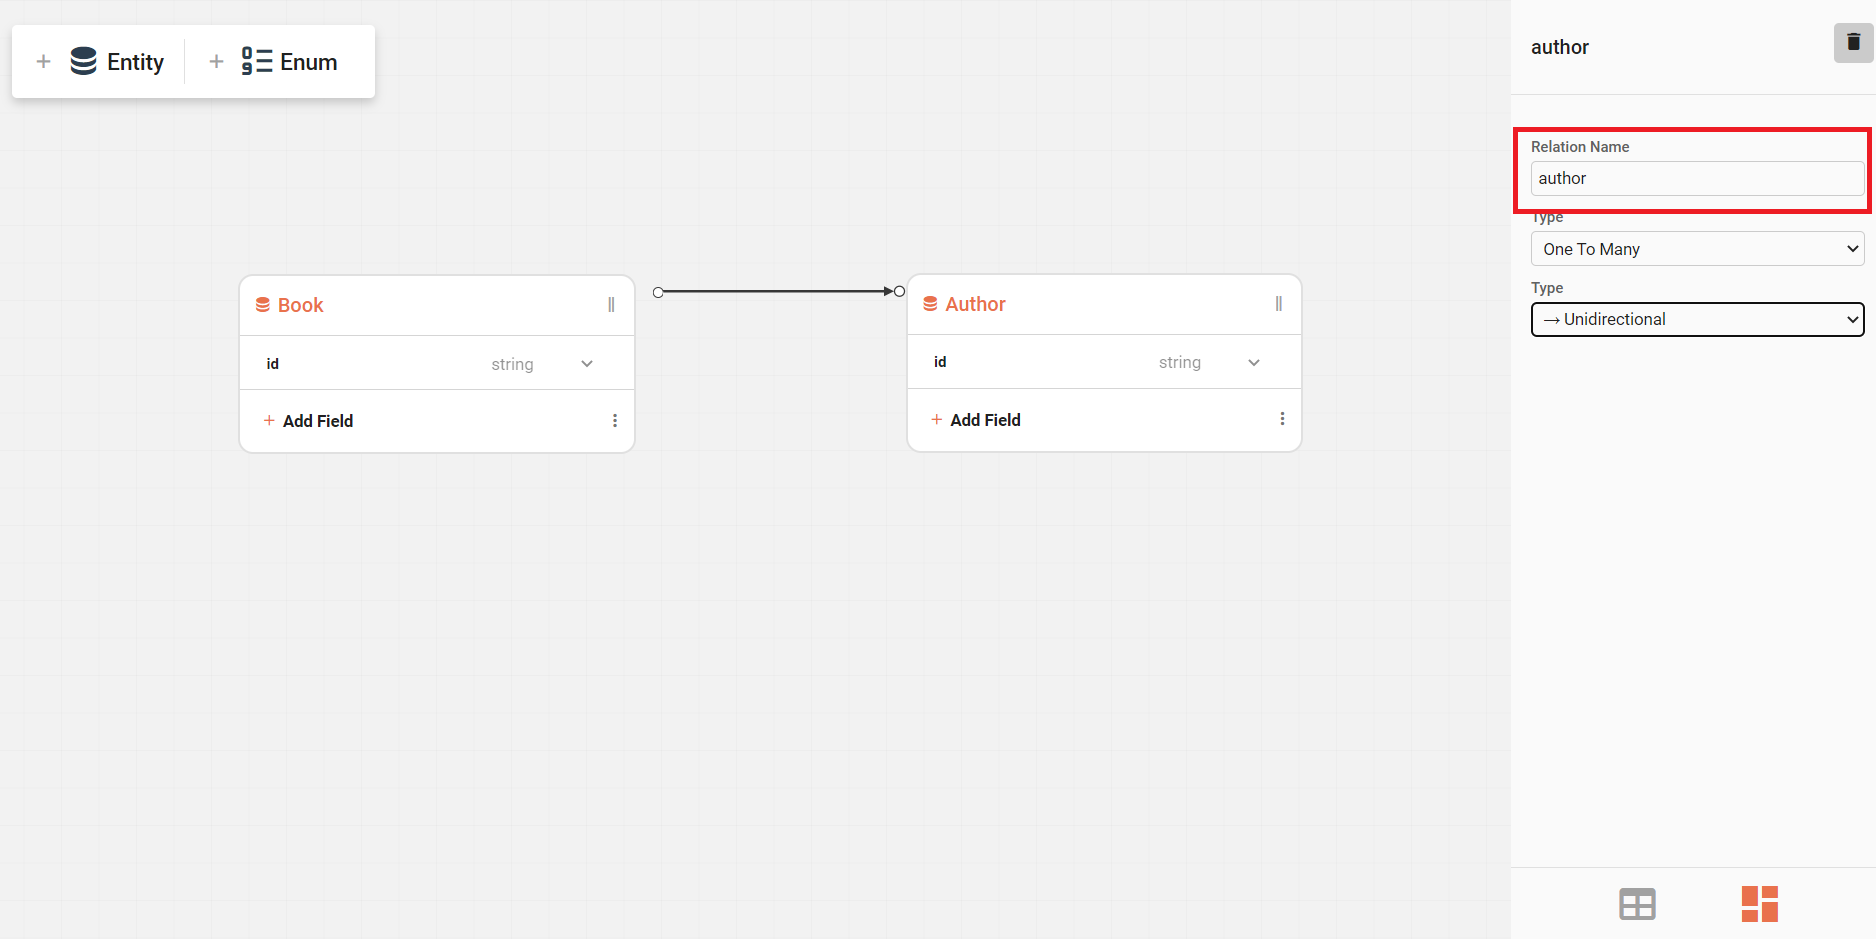 + Entity + Enum
author
Relation Name
author
Type
One To Many
Type
→ Unidirectional
Book
id string
+ Add Field
Author
id string
+ Add Field